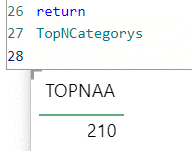 26 return
27 TopNCategorys
28
TOPNAA
210